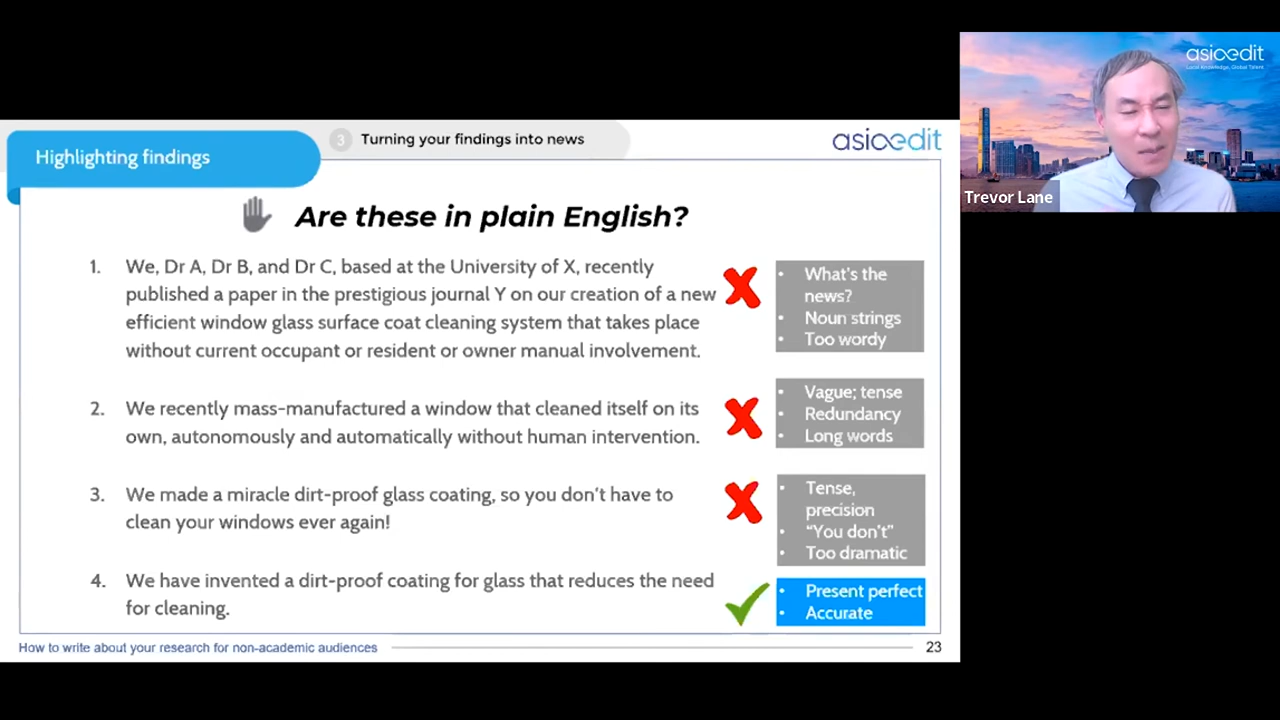 asiaedit
Local Knowledge, Global Talent
Trevor Lane
3 Turning your findings into news
asiaedit
Highlighting findings
Are these in plain English?
1. We, Dr A, Dr B, and Dr C, based at the University of X, recently
published a paper in the prestigious journal Y on our creation of a new
efficient window glass surface coat cleaning system that takes place
without current occupant or resident or owner manual involvement.
• What's the
news?
• Noun strings
• Too wordy
2. We recently mass-manufactured a window that cleaned itself on its
own, autonomously and automatically without human intervention.
• Vague; tense
• Redundancy
• Long words
3. We made a miracle dirt-proof glass coating, so you don't have to
clean your windows ever again!
• Tense,
precision
• "You don't"
• Too dramatic
4. We have invented a dirt-proof coating for glass that reduces the need
for cleaning.
• Present perfect
• Accurate
How to write about your research for non-academic audiences
23